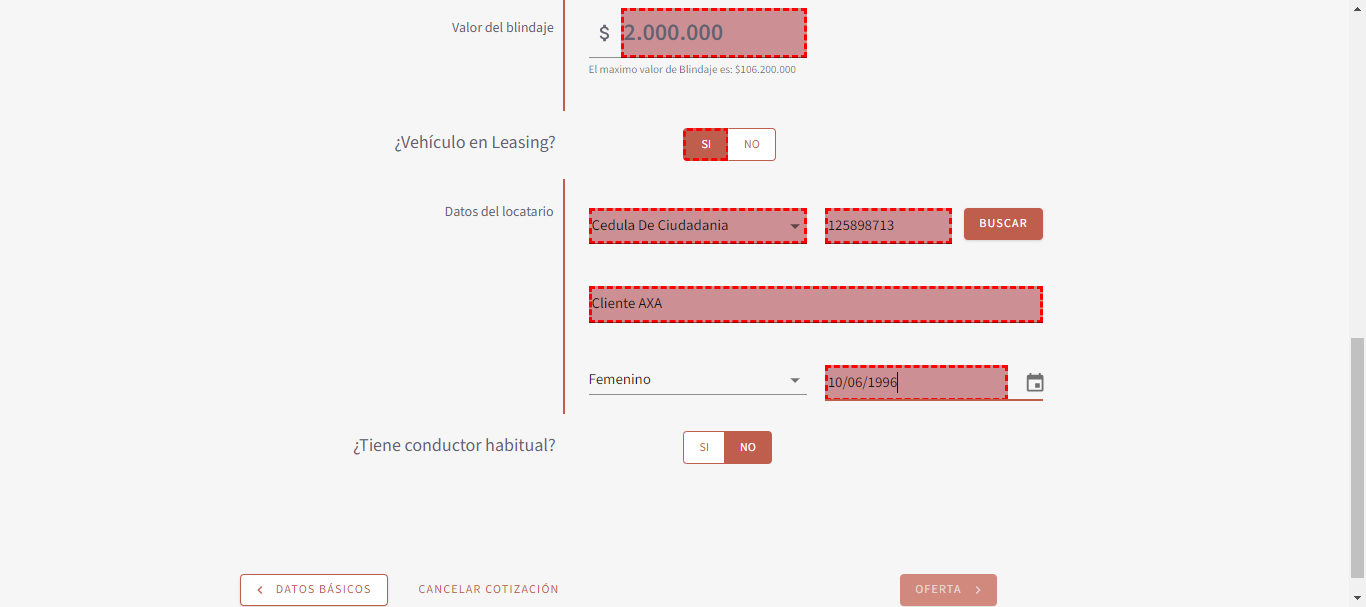 Valor del blindaje
$ 2.000.000
El maximo valor de Blindaje es: $106.200.000
¿Vehículo en Leasing?
SI NO
Datos del locatario
Cedula De Ciudadania 125898713 BUSCAR
Cliente AXA
Femenino 10/06/1996
¿Tiene conductor habitual?
SI NO
DATOS BÁSICOS CANCELAR COTIZACIÓN OFERTA